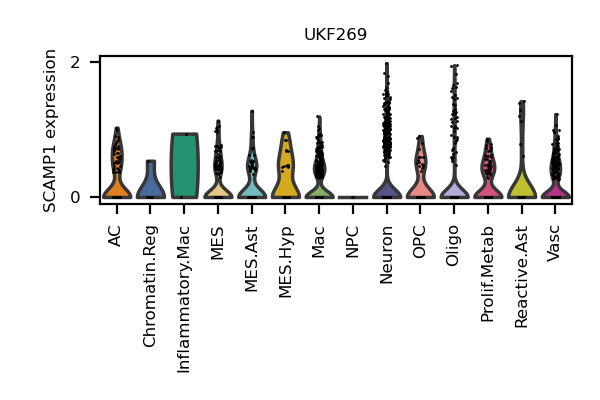 UKF269
SCAMP1 expression
2
0
AC
Chromatin.Reg
Inflammatory.Mac
MES
MES.Ast
MES.Hyp
Mac
NPC
Neuron
OPC
Oligo
Prolif.Metab
Reactive.Ast
Vasc